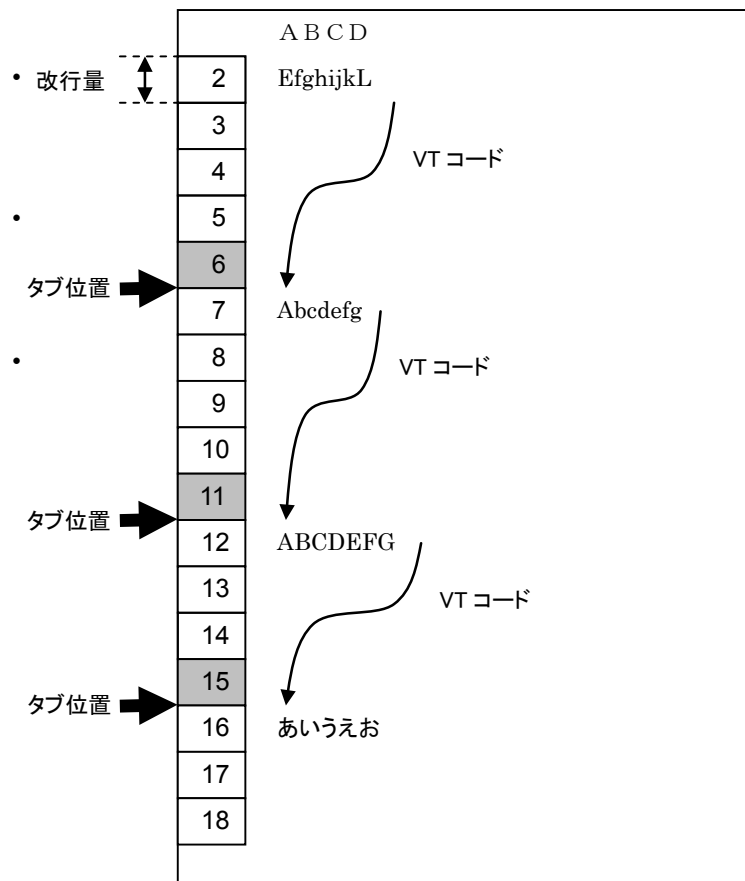 ＡＢＣＤ
• 改行量 2 EfghijkL
3
VT コード
4
• 5
6
タブ位置
7 Abcdefg
8
• VT コード
9
10
11
タブ位置
12 ABCDEFG
13
VT コード
14
15
タブ位置
16 あいうえお
17
18